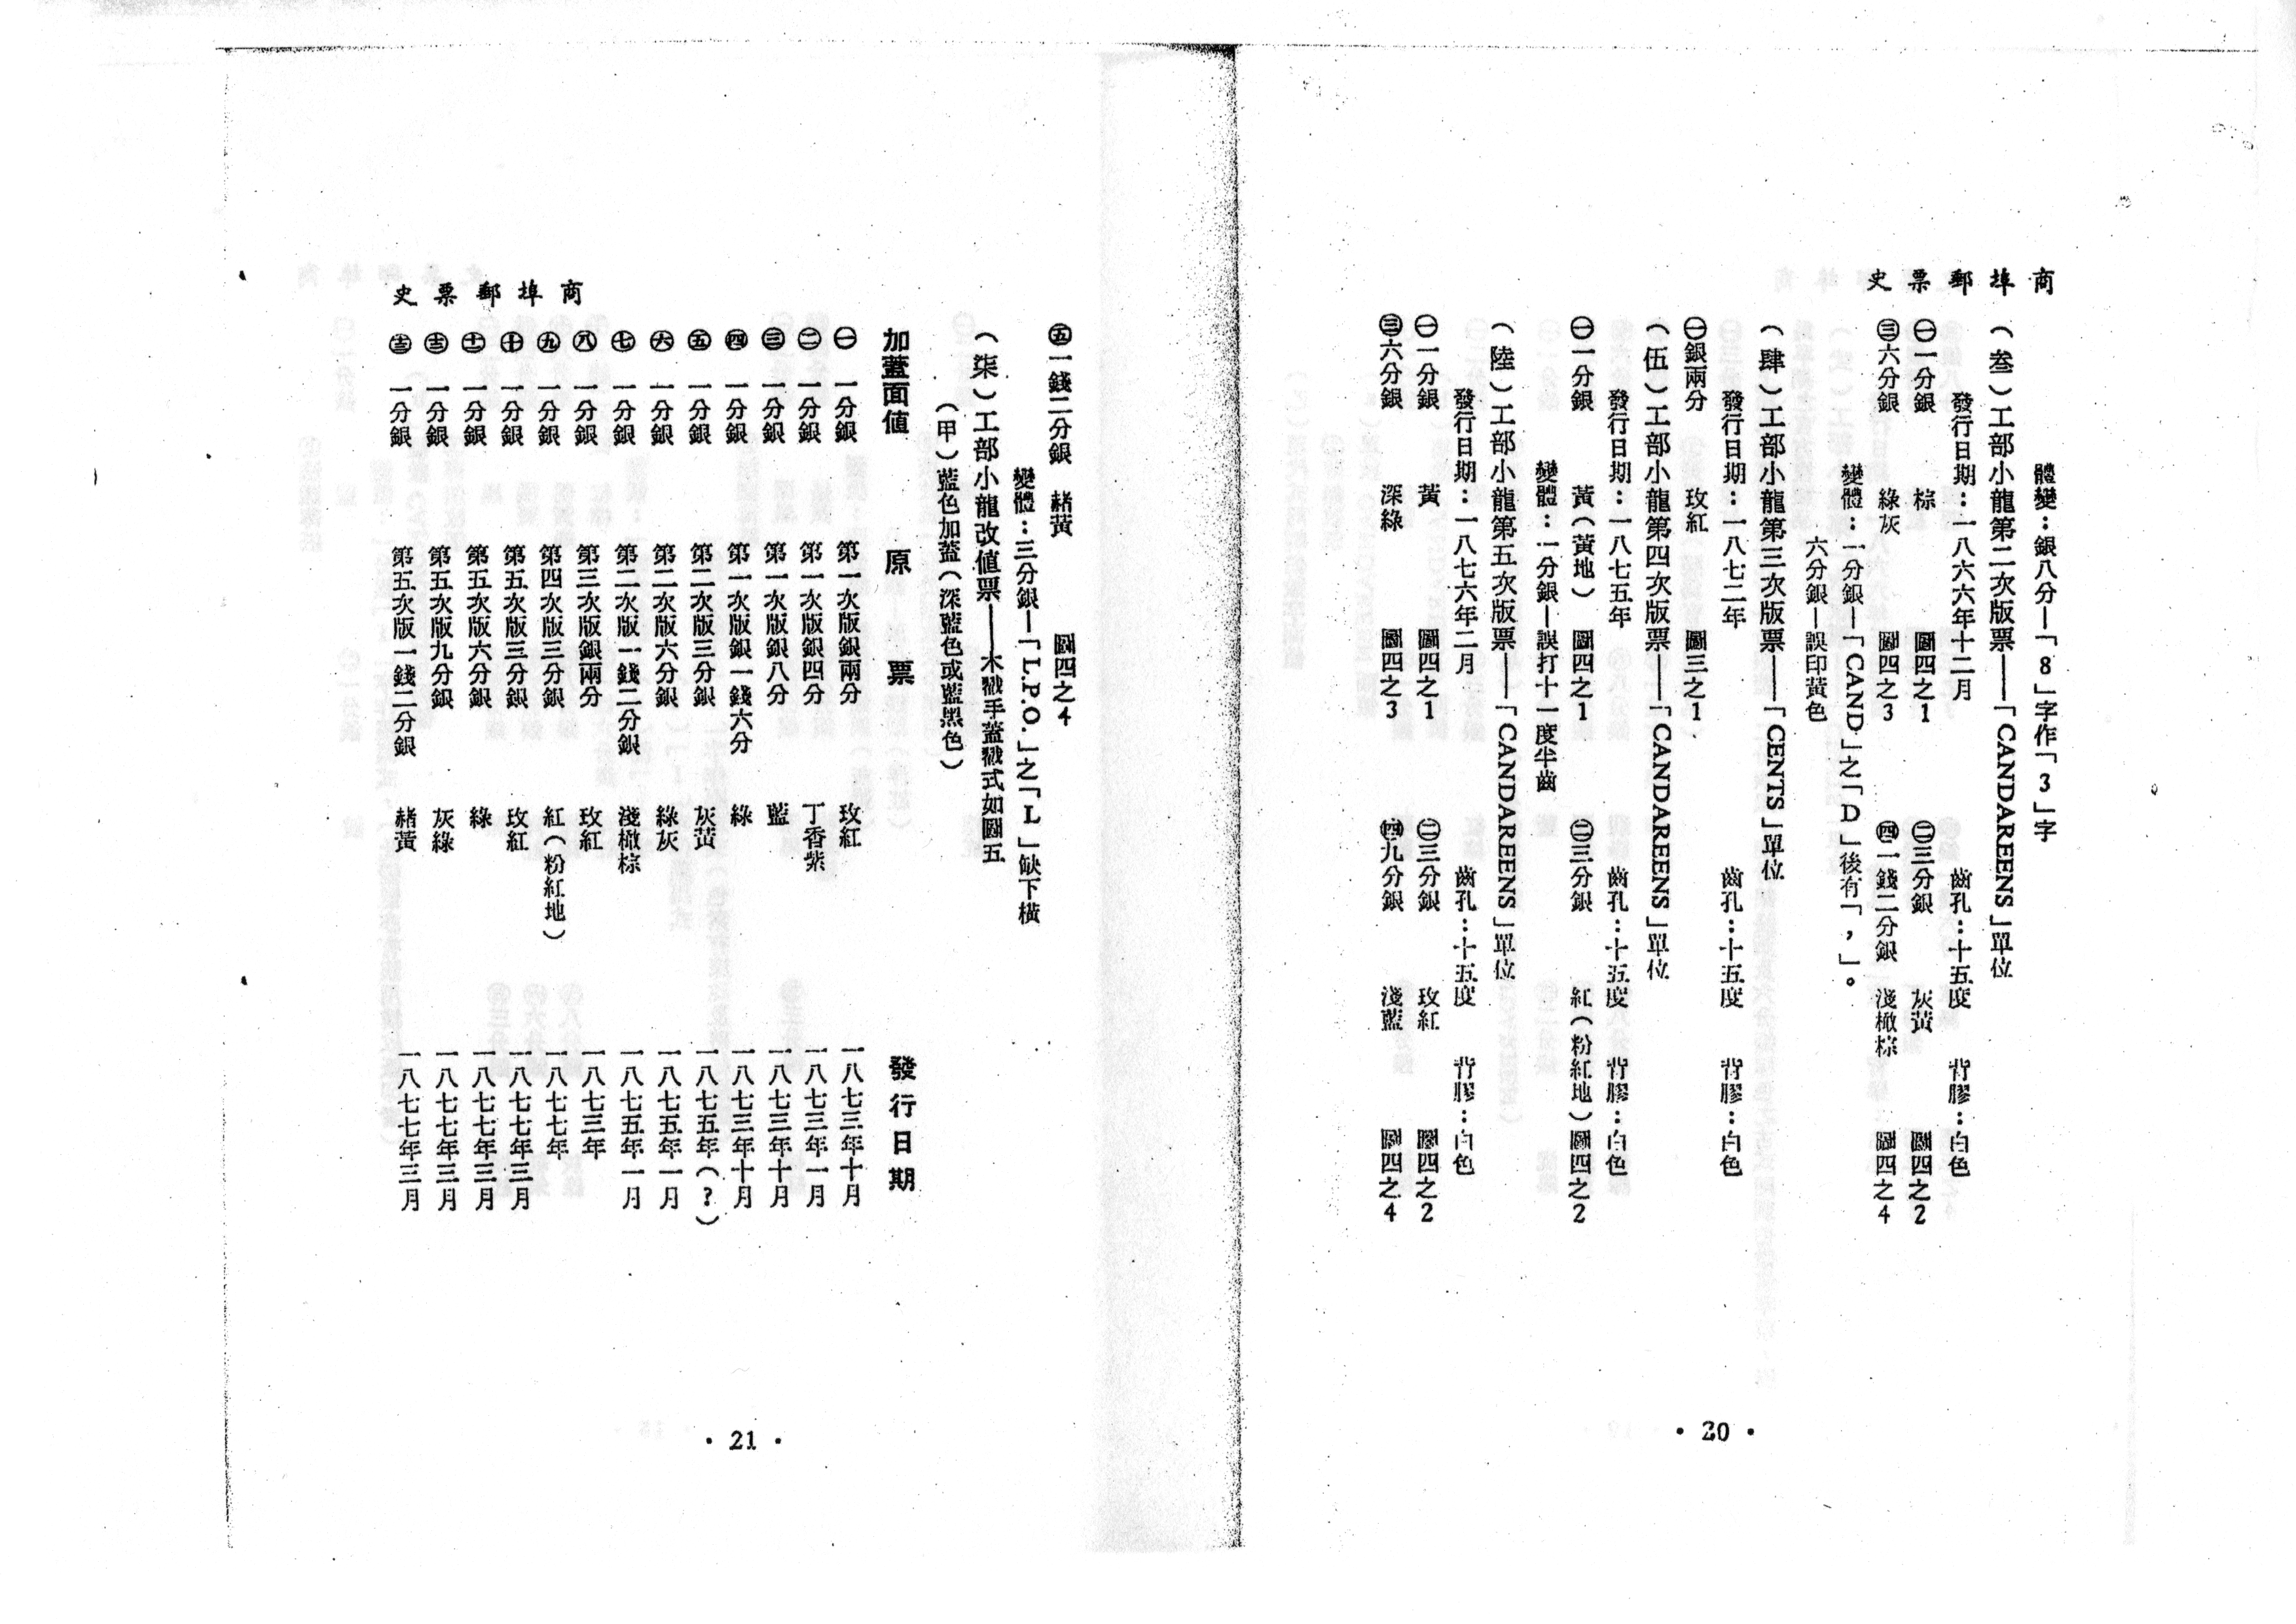 商埠郵票史
體變：銀八分—「8」字作「3」字
（叁）工部小龍第二次版票——「CANDAREENS」單位
發行日期：一八六六年十二月　齒孔：十五度　背膠：白色
㊀一分銀　棕　圖四之1　㊁三分銀　灰黃　圖四之2
㊂六分銀　綠灰　圖四之3　㊃一錢二分銀　淺橄棕　圖四之4
變體：一分銀—「CAND」之「D」後有「，」。
六分銀—誤印黃色
（肆）工部小龍第三次版票——「CENTS」單位
發行日期：一八七二年　齒孔：十五度　背膠：白色
㊀銀兩分　玫紅　圖三之1
（伍）工部小龍第四次版票——「CANDAREENS」單位
發行日期：一八七五年　齒孔：十五度　背膠：白色
㊀一分銀　黃（黃地）　圖四之1　㊁三分銀　紅（粉紅地）圖四之2
變體：一分銀—誤打十一度半齒
（陸）工部小龍第五次版票——「CANDAREENS」單位
發行日期：一八七六年二月　齒孔：十五度　背膠：白色
㊀一分銀　黃　圖四之1　㊁三分銀　玫紅　圖四之2
㊂六分銀　深綠　圖四之3　㊃九分銀　淺藍　圖四之4
• 20 •
㊄一錢二分銀　赭黃　圖四之4
變體：三分銀—「L.P.O.」之「L」缺下橫
（柒）工部小龍改值票——木戳手蓋戳式如圖五
（甲）藍色加蓋（深藍色或藍黑色）
加蓋面值　原票　發行日期
㊀　一分銀　第一次版銀兩分　玫紅　一八七三年十月
㊁　一分銀　第一次版銀四分　丁香紫　一八七三年一月
㊂　一分銀　第一次版銀八分　藍　一八七三年十月
㊃　一分銀　第一次版銀一錢六分　綠　一八七三年十月
㊄　一分銀　第二次版三分銀　灰黃　一八七五年（？）
㊅　一分銀　第二次版六分銀　綠灰　一八七五年一月
㊆　一分銀　第二次版一錢二分銀　淺橄棕　一八七五年一月
㊇　一分銀　第三次版銀兩分　玫紅　一八七三年
㊈　一分銀　第四次版三分銀　紅（粉紅地）　一八七七年
㊉　一分銀　第五次版三分銀　玫紅　一八七七年三月
一分銀　第五次版六分銀　綠　一八七七年三月
一分銀　第五次版九分銀　灰綠　一八七七年三月
一分銀　第五次版一錢二分銀　赭黃　一八七七年三月
商埠郵票史
• 21 •